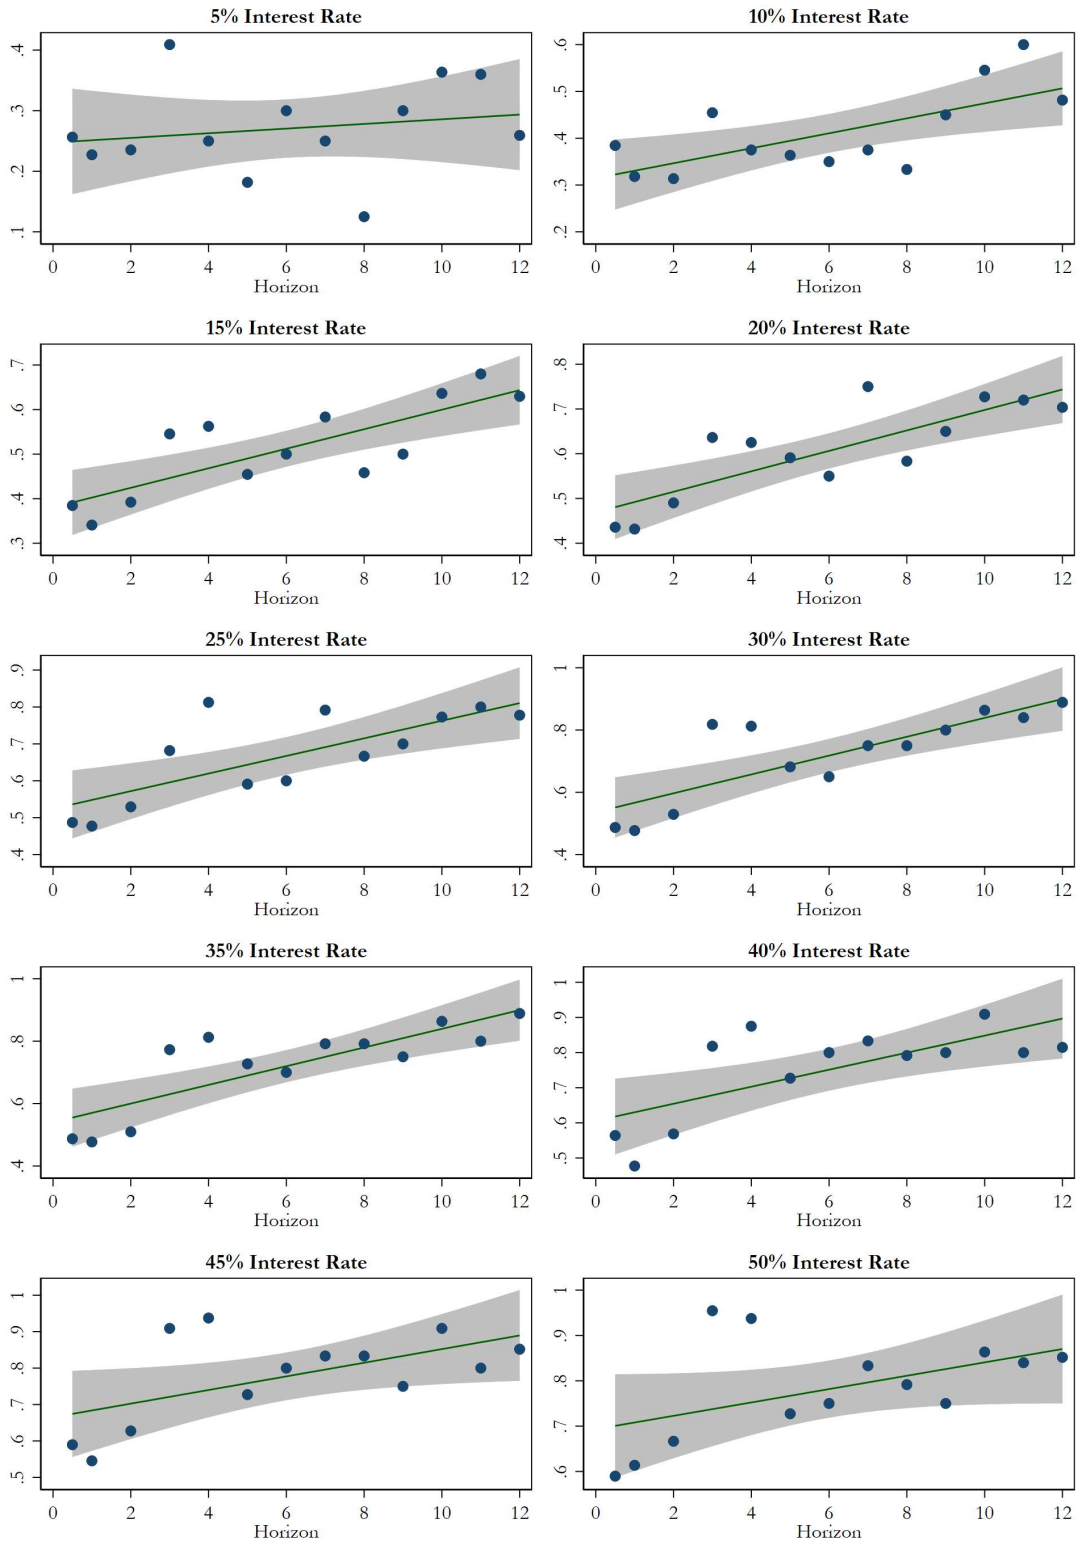 5% Interest Rate
.4
.3
.2
.1
0 2 4 6 8 10 12
Horizon
10% Interest Rate
.6
.5
.4
.3
.2
0 2 4 6 8 10 12
Horizon
15% Interest Rate
.7
.6
.5
.4
.3
0 2 4 6 8 10 12
Horizon
20% Interest Rate
.8
.7
.6
.5
.4
0 2 4 6 8 10 12
Horizon
25% Interest Rate
.9
.8
.7
.6
.5
.4
0 2 4 6 8 10 12
Horizon
30% Interest Rate
1
.8
.6
.4
0 2 4 6 8 10 12
Horizon
35% Interest Rate
1
.8
.6
.4
0 2 4 6 8 10 12
Horizon
40% Interest Rate
1
.9
.8
.7
.6
.5
0 2 4 6 8 10 12
Horizon
45% Interest Rate
1
.9
.8
.7
.6
.5
0 2 4 6 8 10 12
Horizon
50% Interest Rate
1
.9
.8
.7
.6
0 2 4 6 8 10 12
Horizon